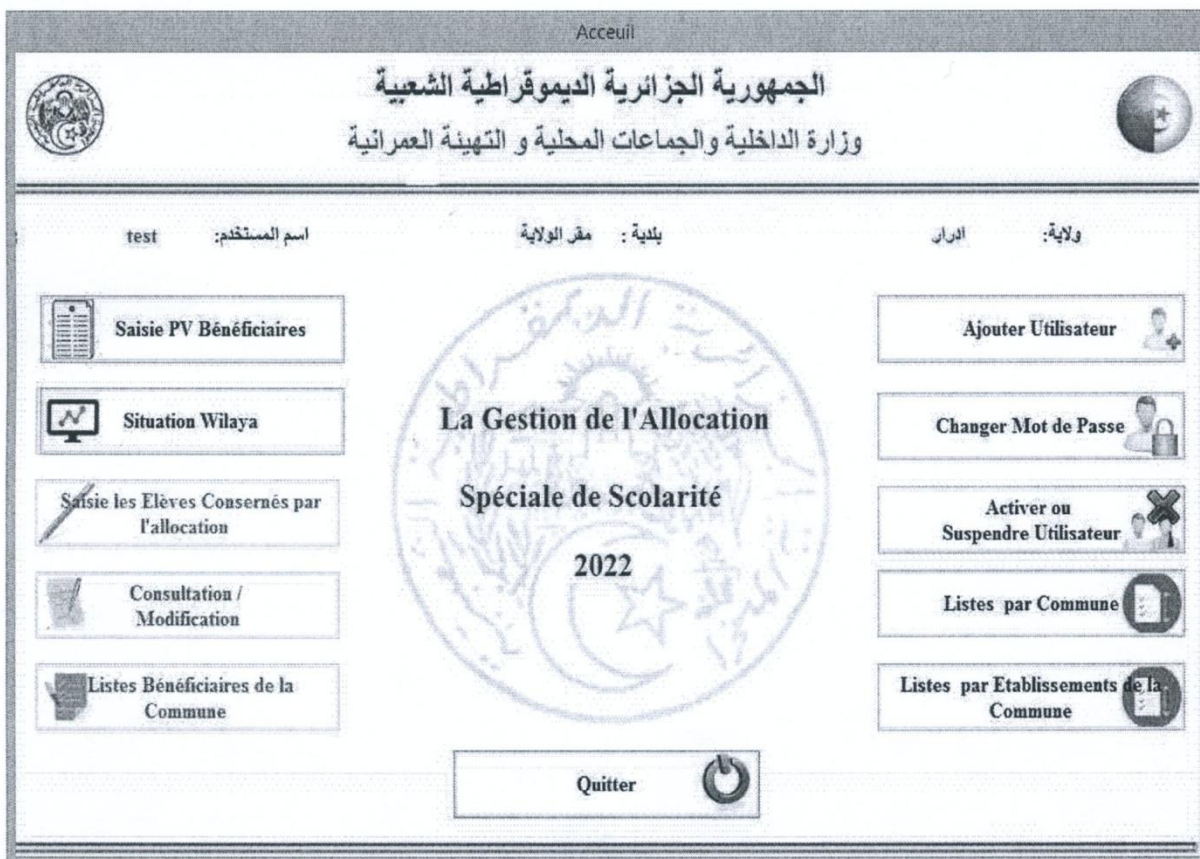 Acceuil
الجمهورية الجزائرية الديموقراطية الشعبية
وزارة الداخلية والجماعات المحلية و التهيئة العمرانية
ولاية: ادرار
بلدية : مقر الولاية
اسم المستخدم: test
Saisie PV Bénéficiaires
Situation Wilaya
Saisie les Elèves Consernés par
l'allocation
Consultation /
Modification
Listes Bénéficiaires de la
Commune
La Gestion de l'Allocation
Spéciale de Scolarité
2022
Ajouter Utilisateur
Changer Mot de Passe
Activer ou
Suspendre Utilisateur
Listes par Commune
Listes par Etablissements de la
Commune
Quitter